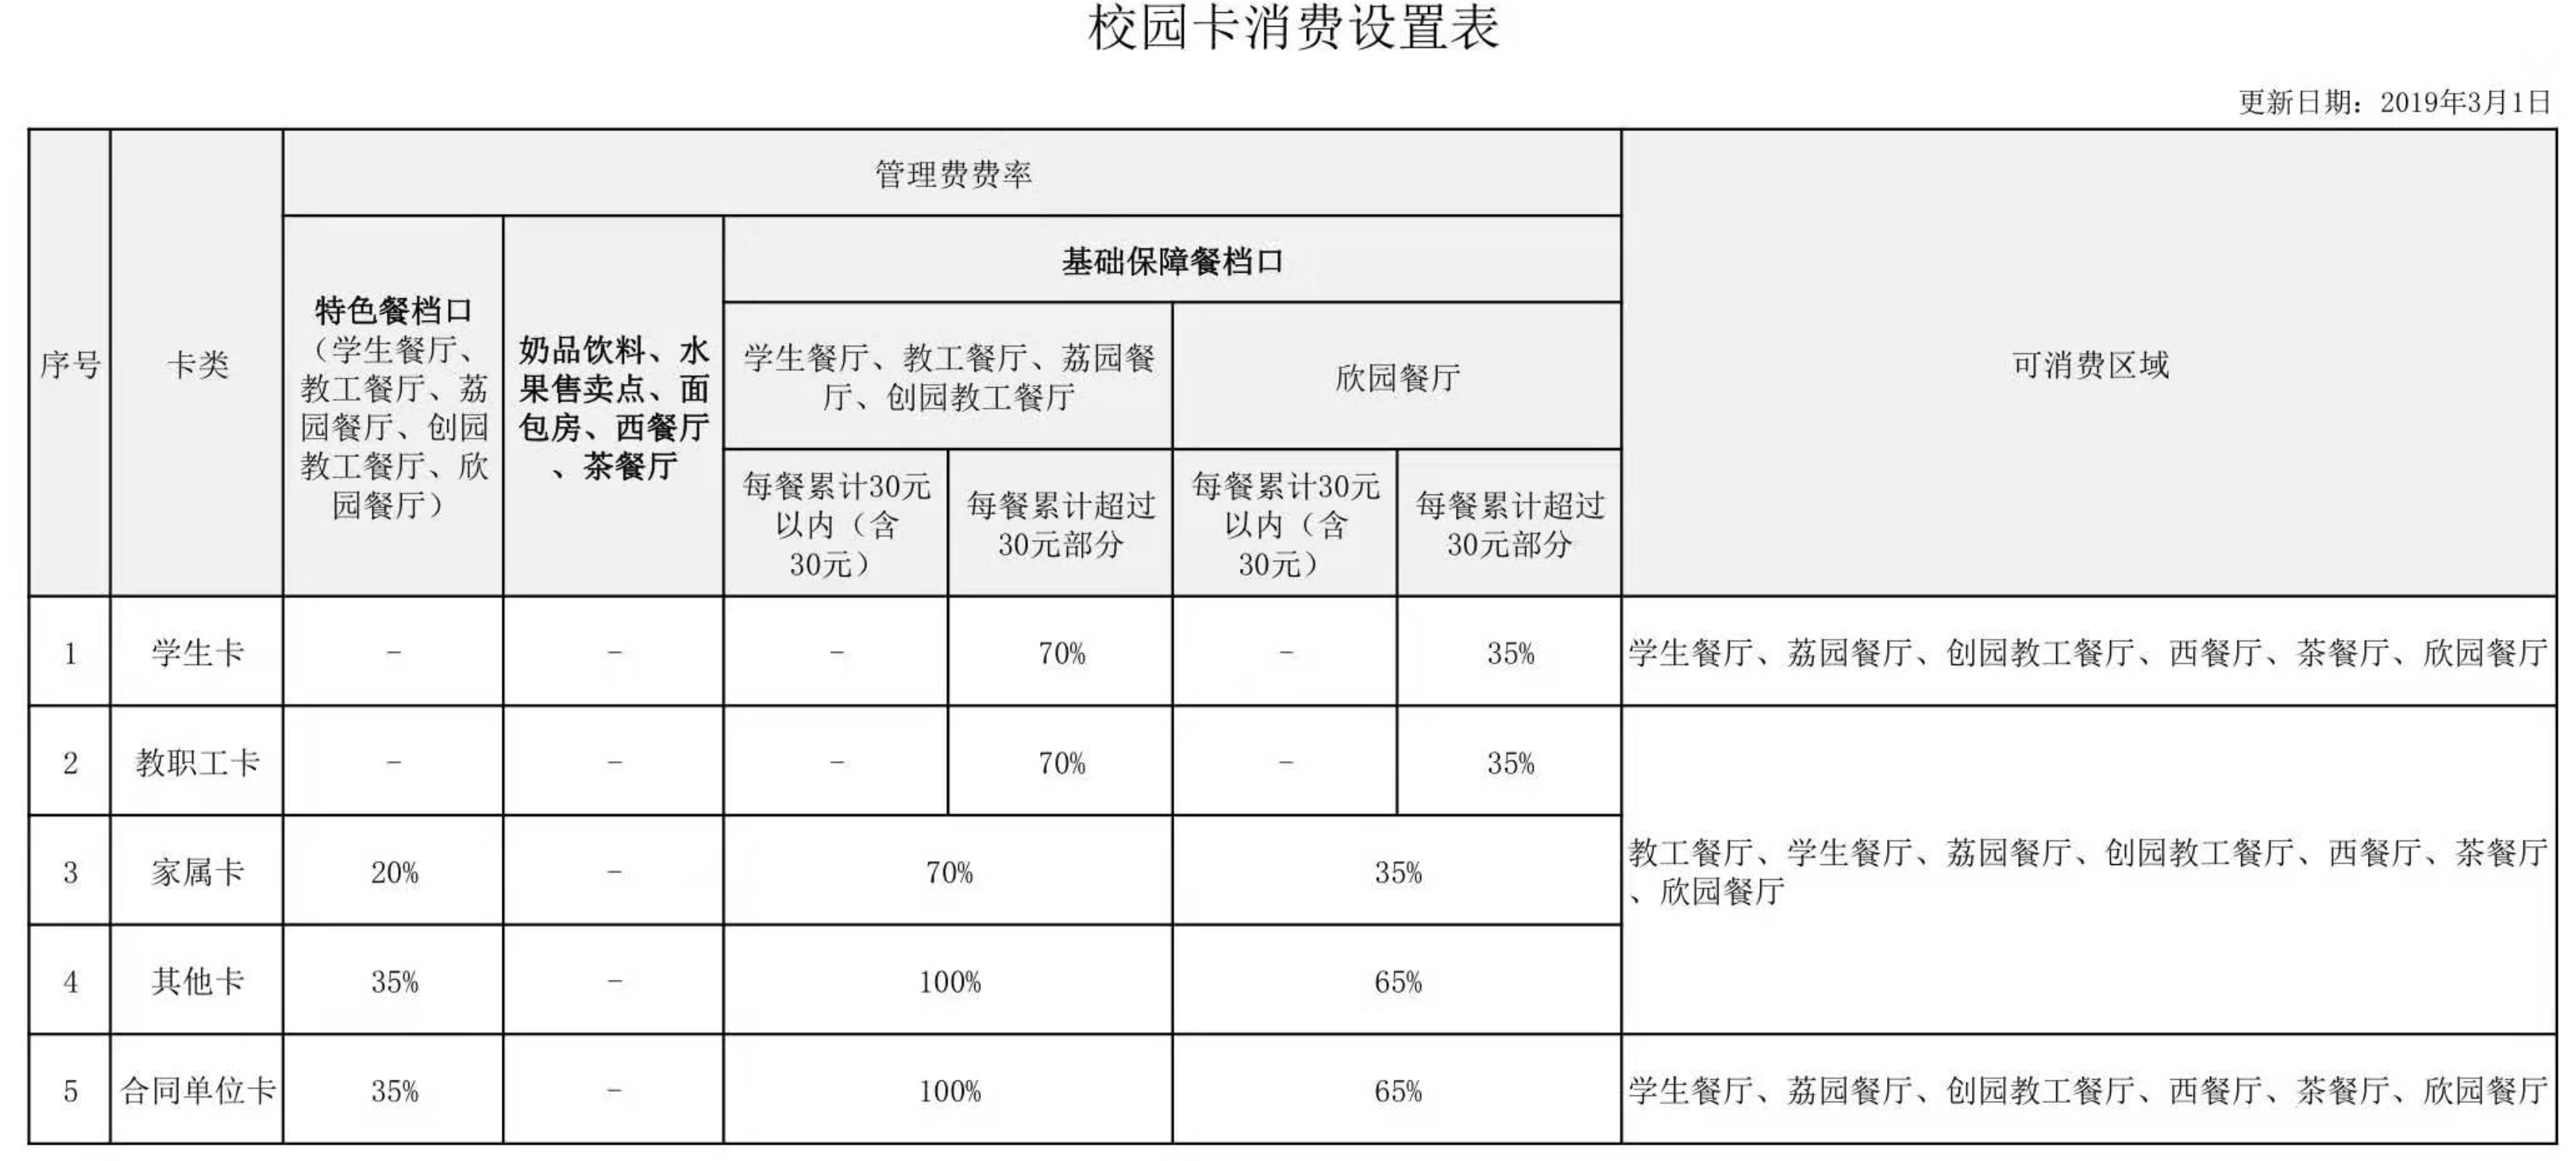 校园卡消费设置表
更新日期：2019年3月1日
序号
卡类
管理费费率
可消费区域
特色餐档口
（学生餐厅、
教工餐厅、荔
园餐厅、创园
教工餐厅、欣
园餐厅）
奶品饮料、水
果售卖点、面
包房、西餐厅
、茶餐厅
基础保障餐档口
学生餐厅、教工餐厅、荔园餐
厅、创园教工餐厅
欣园餐厅
每餐累计30元
以内（含
30元）
每餐累计超过
30元部分
每餐累计30元
以内（含
30元）
每餐累计超过
30元部分
1 学生卡 - - - 70% - 35% 学生餐厅、荔园餐厅、创园教工餐厅、西餐厅、茶餐厅、欣园餐厅
2 教职工卡 - - - 70% - 35%
教工餐厅、学生餐厅、荔园餐厅、创园教工餐厅、西餐厅、茶餐厅
、欣园餐厅
3 家属卡 20% - 70% 35%
4 其他卡 35% - 100% 65%
5 合同单位卡 35% - 100% 65% 学生餐厅、荔园餐厅、创园教工餐厅、西餐厅、茶餐厅、欣园餐厅